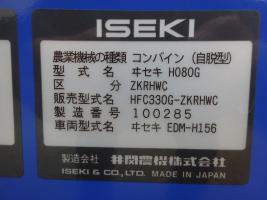 ISEKI
農業機械の種類 コンバイン(自脱型)
型式名 ヰセキ H080G
区分 ZKRHWC
販売型式名 HFC330G-ZKRHWC
製造番号 100285
車両型式名 ヰセキ EDM-H156
製造会社 井関農機株式会社
ISEKI & CO., LTD. MADE IN JAPAN